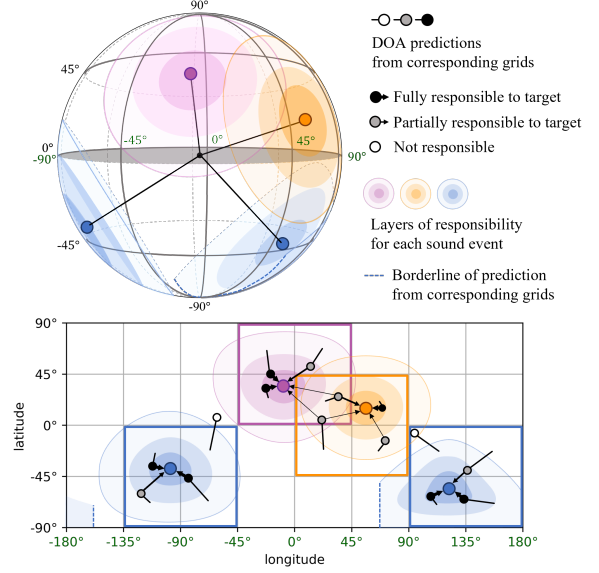 90°
45°
-45°
0°
45°
0°
-90°
90°
-45°
-90°
DOA predictions
from corresponding grids
Fully responsible to target
Partially responsible to target
Not responsible
Layers of responsibility
for each sound event
Borderline of prediction
from corresponding grids
90°
45°
0°
-45°
-90°
latitude
-180° -135° -90° -45° 0° 45° 90° 135° 180°
longitude